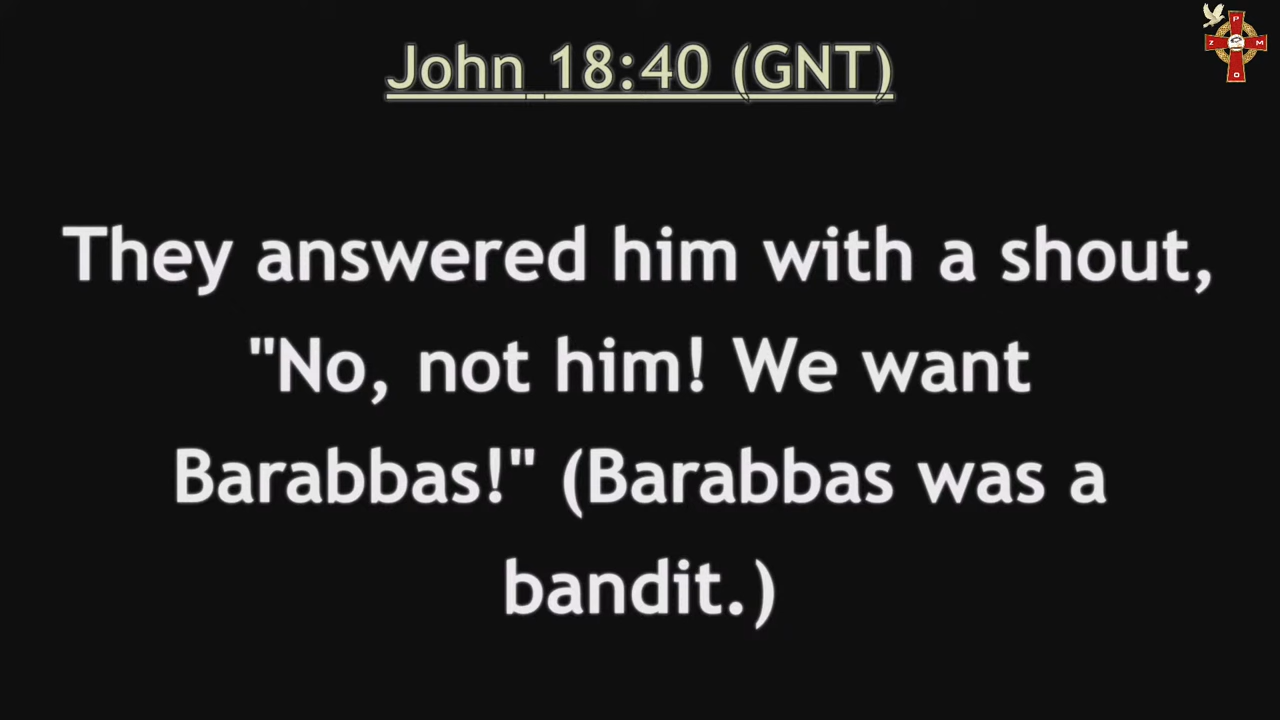 John 18:40 (GNT)
They answered him with a shout,
"No, not him! We want
Barabbas!" (Barabbas was a
bandit.)
P
Z M
O